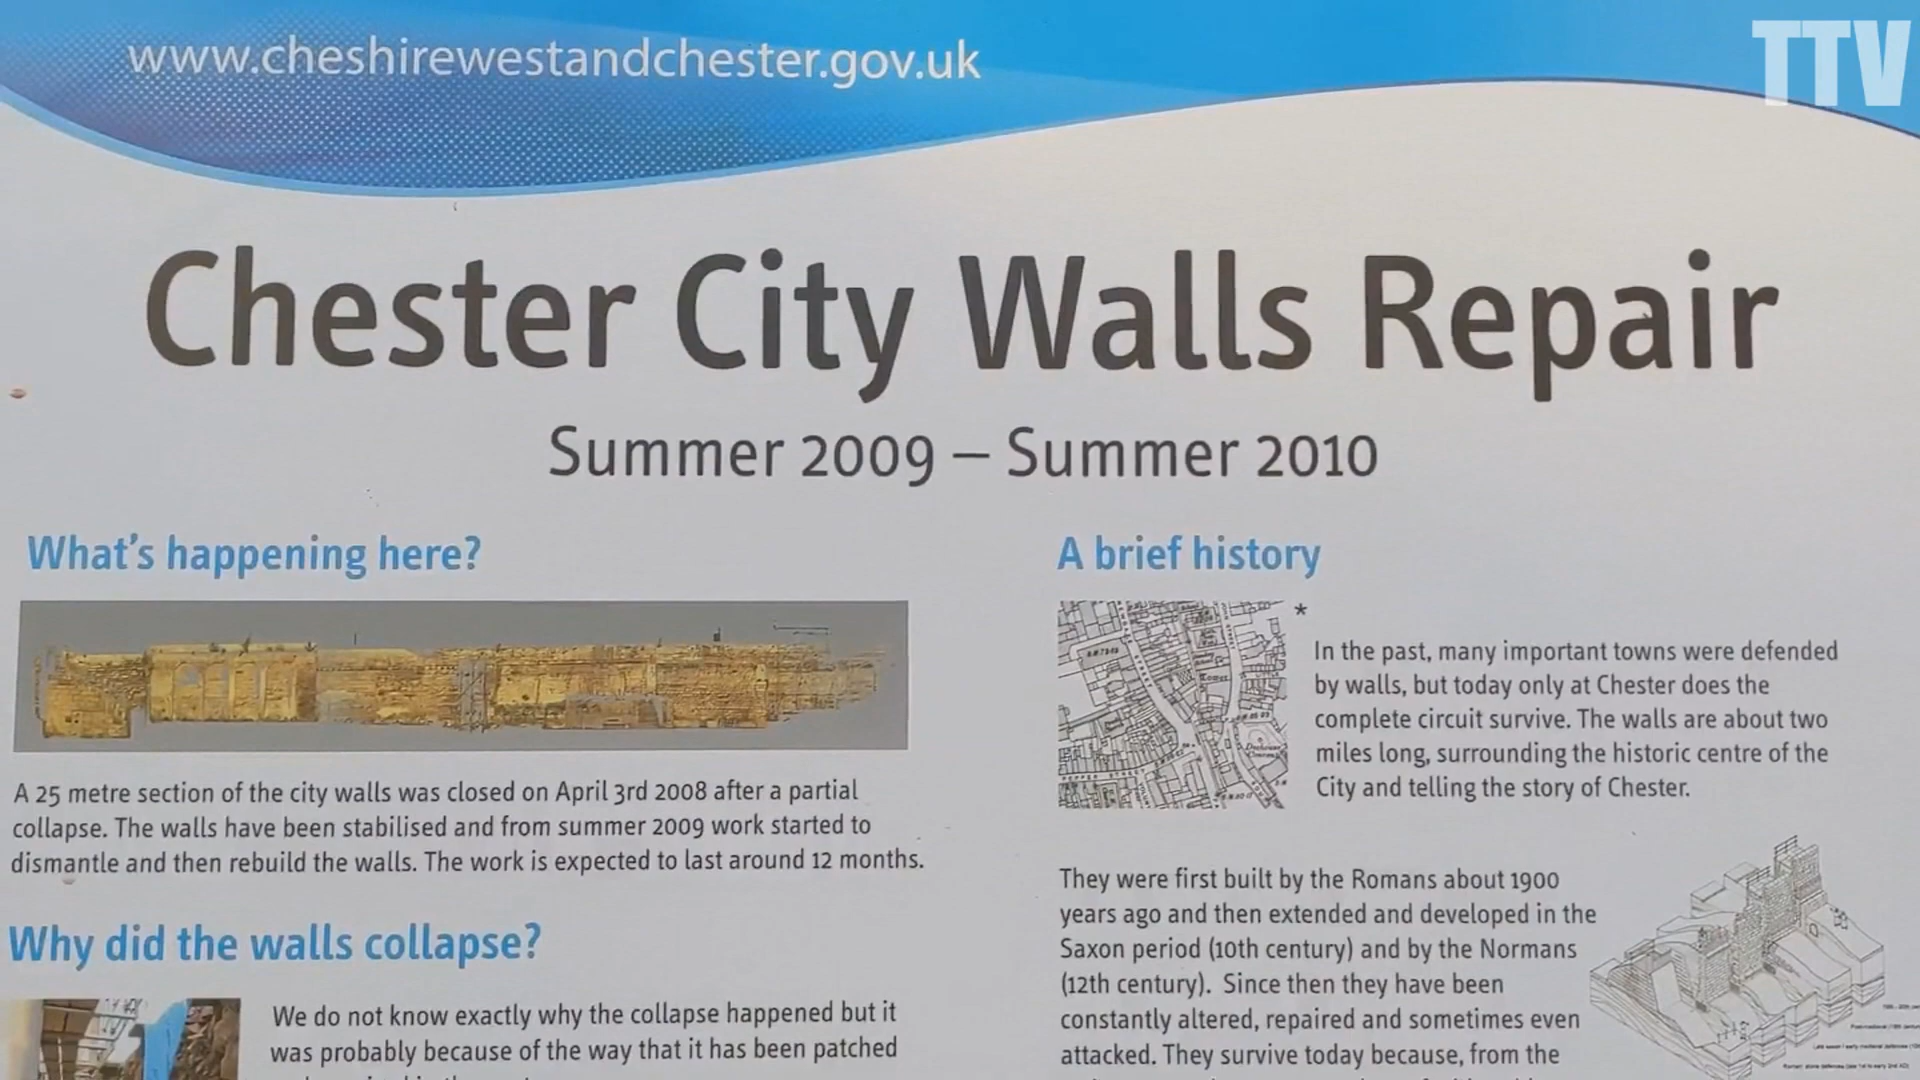 www.cheshirewestandchester.gov.uk
TTV
Chester City Walls Repair
Summer 2009 – Summer 2010
What's happening here?
A 25 metre section of the city walls was closed on April 3rd 2008 after a partial
collapse. The walls have been stabilised and from summer 2009 work started to
dismantle and then rebuild the walls. The work is expected to last around 12 months.
Why did the walls collapse?
We do not know exactly why the collapse happened but it
was probably because of the way that it has been patched
A brief history
*
In the past, many important towns were defended
by walls, but today only at Chester does the
complete circuit survive. The walls are about two
miles long, surrounding the historic centre of the
City and telling the story of Chester.
They were first built by the Romans about 1900
years ago and then extended and developed in the
Saxon period (10th century) and by the Normans
(12th century). Since then they have been
constantly altered, repaired and sometimes even
attacked. They survive today because, from the